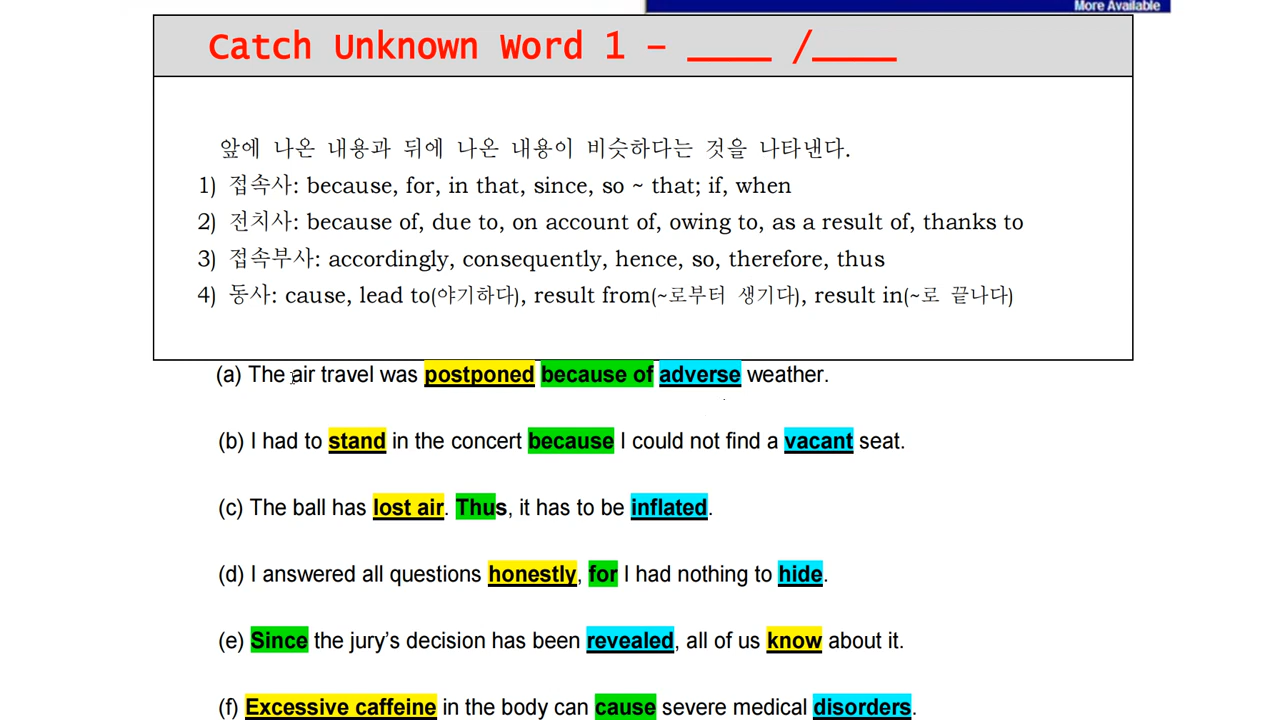 More Available
Catch Unknown Word 1 – ____ /____
앞에 나온 내용과 뒤에 나온 내용이 비슷하다는 것을 나타낸다.
1) 접속사: because, for, in that, since, so ~ that; if, when
2) 전치사: because of, due to, on account of, owing to, as a result of, thanks to
3) 접속부사: accordingly, consequently, hence, so, therefore, thus
4) 동사: cause, lead to(야기하다), result from(~로부터 생기다), result in(~로 끝나다)
(a) The air travel was postponed because of adverse weather.
(b) I had to stand in the concert because I could not find a vacant seat.
(c) The ball has lost air. Thus, it has to be inflated.
(d) I answered all questions honestly, for I had nothing to hide.
(e) Since the jury’s decision has been revealed, all of us know about it.
(f) Excessive caffeine in the body can cause severe medical disorders.